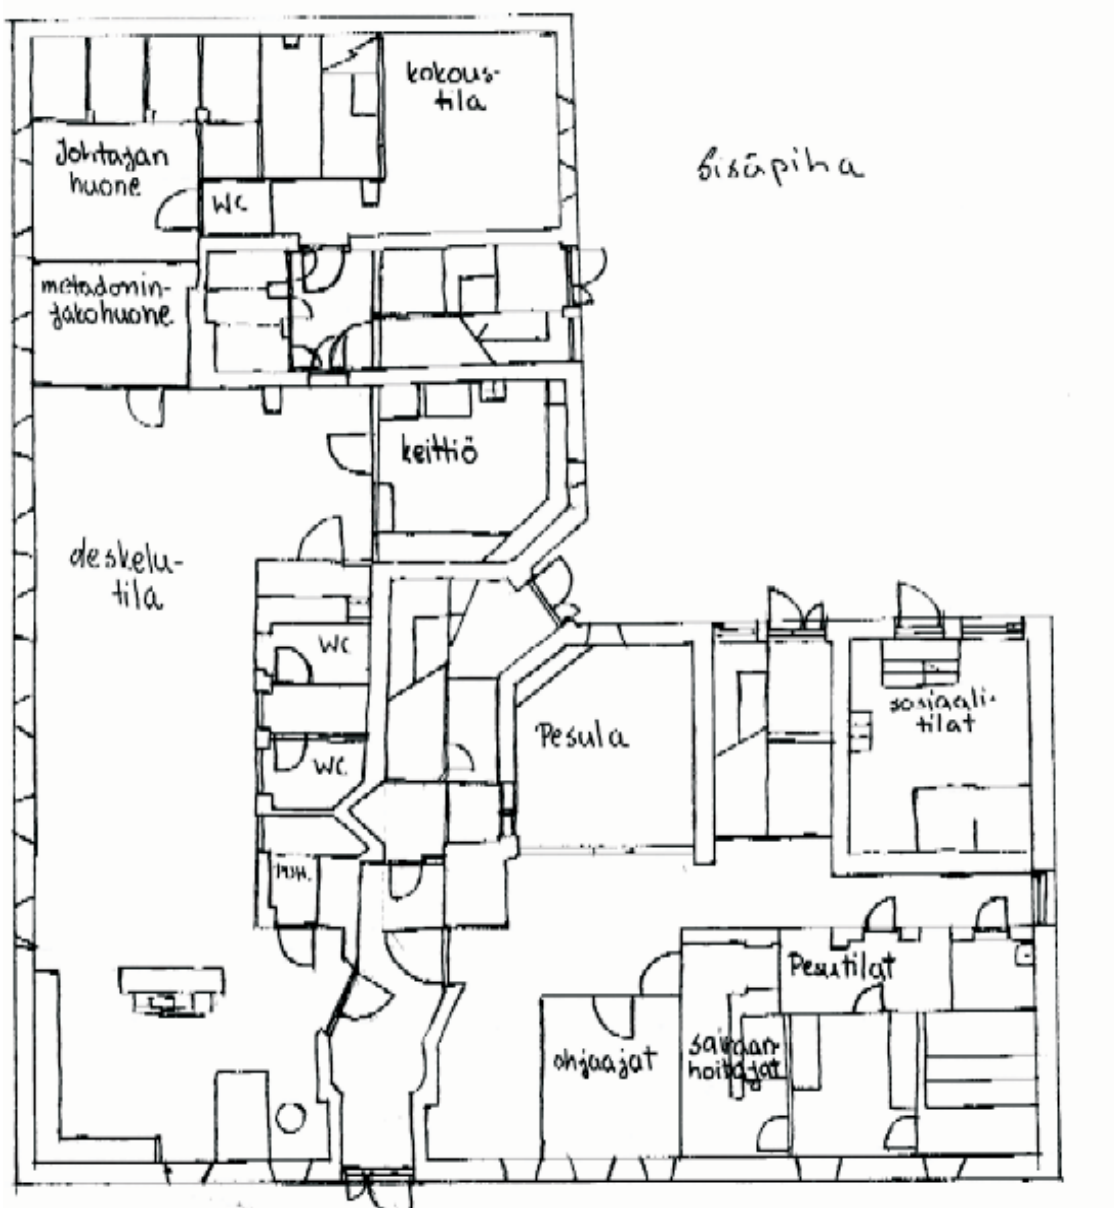 kokous-
tila
Sisäpiha
Johtajan
huone
WC
metadonin-
jakohuone
keittiö
deskelu-
tila
WC
sosiaali-
tilat
Pesula
WC
Pesutilat
ohjaajat
sairaan-
hoitajat